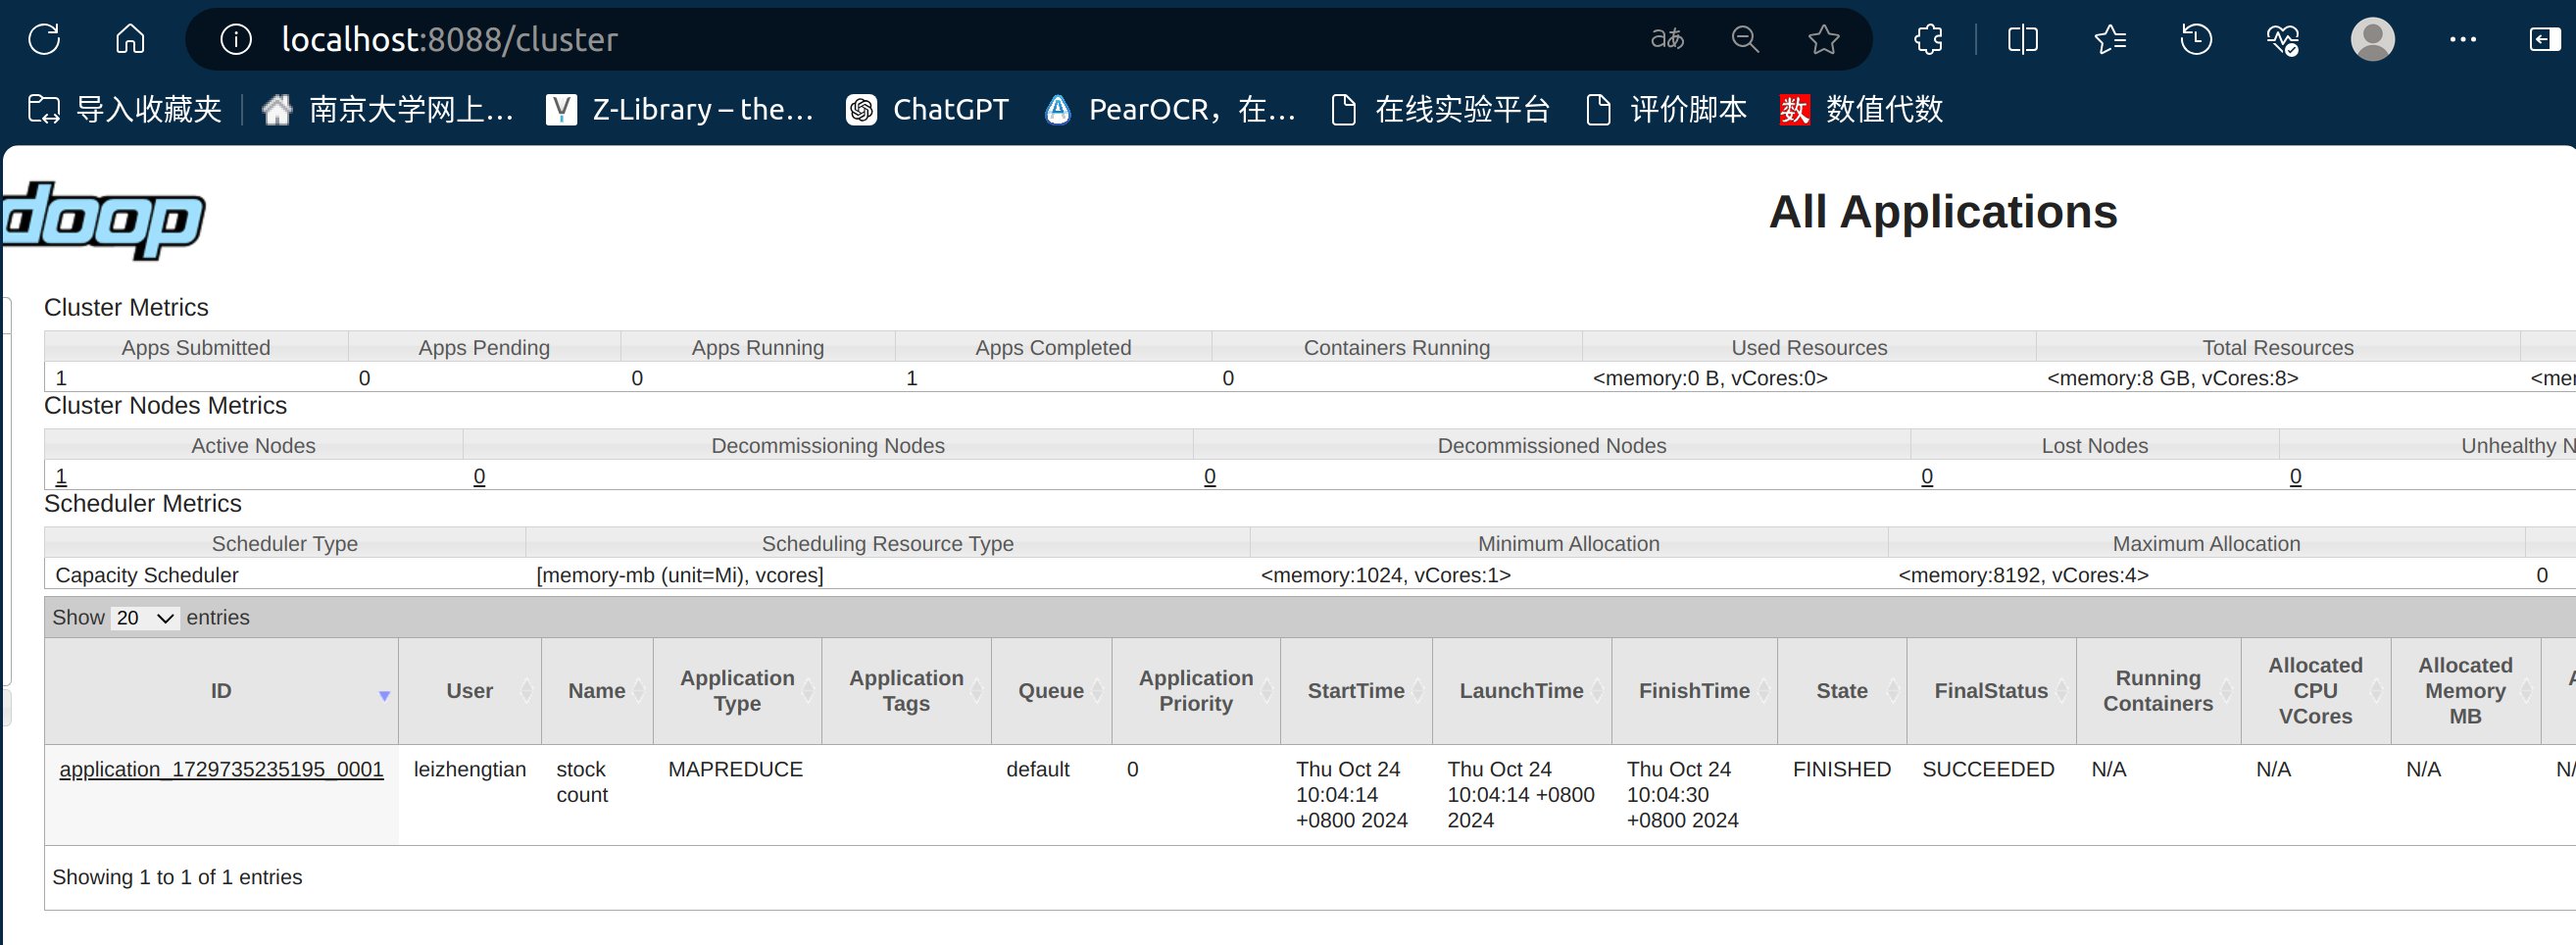 localhost:8088/cluster
导入收藏夹 南京大学网上... Z-Library – the... ChatGPT PearOCR，在... 在线实验平台 评价脚本 数 数值代数
doop
All Applications
Cluster Metrics
Apps Submitted Apps Pending Apps Running Apps Completed Containers Running Used Resources Total Resources
1 0 0 1 0 <memory:0 B, vCores:0> <memory:8 GB, vCores:8> <mem
Cluster Nodes Metrics
Active Nodes Decommissioning Nodes Decommissioned Nodes Lost Nodes Unhealthy N
1 0 0 0 0
Scheduler Metrics
Scheduler Type Scheduling Resource Type Minimum Allocation Maximum Allocation
Capacity Scheduler [memory-mb (unit=Mi), vcores] <memory:1024, vCores:1> <memory:8192, vCores:4> 0
Show 20 entries
ID User Name Application Type Application Tags Queue Application Priority StartTime LaunchTime FinishTime State FinalStatus Running Containers Allocated CPU VCores Allocated Memory MB
application_1729735235195_0001 leizhengtian stock count MAPREDUCE default 0 Thu Oct 24 10:04:14 +0800 2024 Thu Oct 24 10:04:14 +0800 2024 Thu Oct 24 10:04:30 +0800 2024 FINISHED SUCCEEDED N/A N/A N/A N/
Showing 1 to 1 of 1 entries